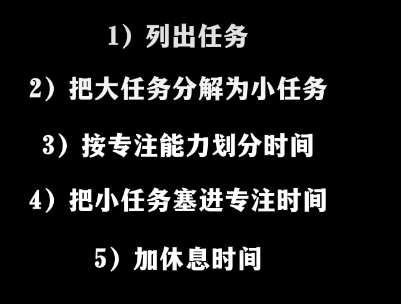 1）列出任务
2）把大任务分解为小任务
3）按专注能力划分时间
4）把小任务塞进专注时间
5）加休息时间